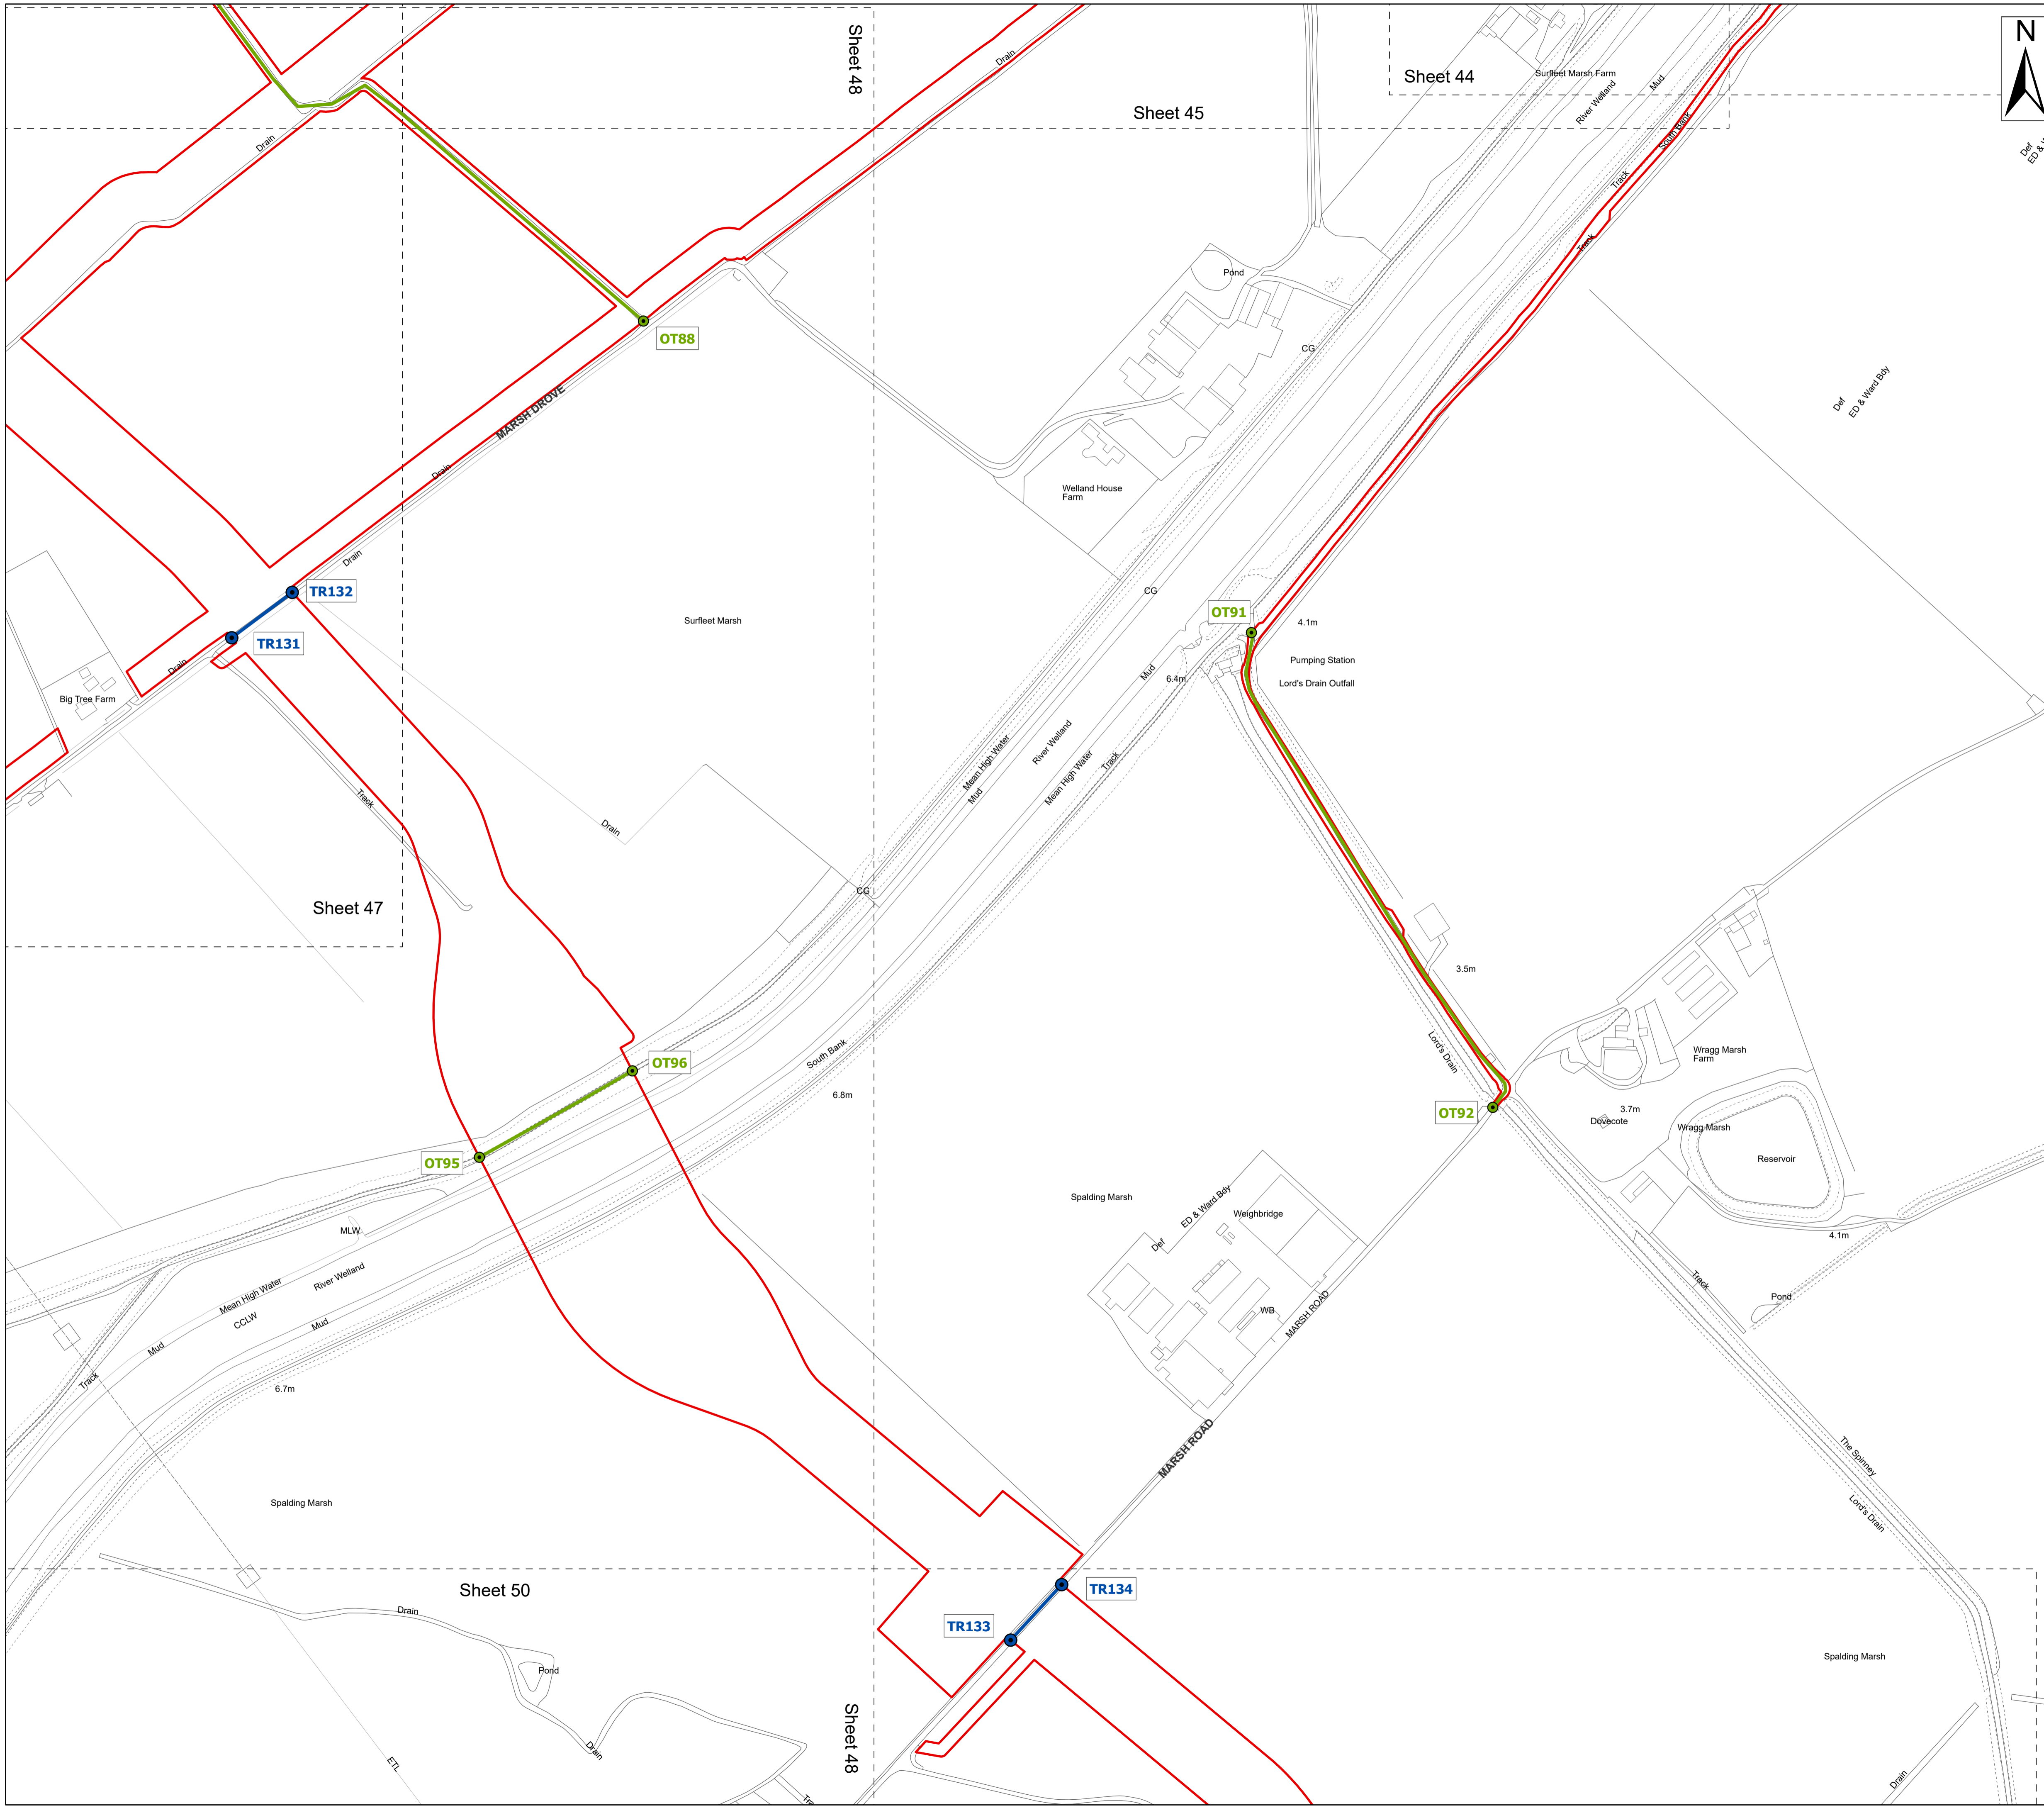 Sheet 48
Sheet 44
N
Drain
Surfleet Marsh Farm
Mud
River Welland
Sheet 45
South Bank
Def
Drain
Track
Track
Pond
OT88
CG
MARSH DROVE
Def
ED & Ward Bdy
Drain
Welland House
Farm
Drain
TR132
CG
OT91
4.1m
Surfleet Marsh
TR131
Drain
Pumping Station
Mud
6.4m
Lord's Drain Outfall
Big Tree Farm
River Welland
Mean High Water
Track
Mean High Water
Mud
Track
Drain
CG
Sheet 47
3.5m
South Bank
Lord's Drain
Wragg Marsh
Farm
OT96
6.8m
OT92
3.7m
Dovecote
Wragg Marsh
OT95
Reservoir
Spalding Marsh
ED & Ward Bdy
Weighbridge
MLW
Def
4.1m
River Welland
Mean High Water
Track
Pond
CCLW
Mud
WB
MARSH ROAD
Mud
Track
6.7m
MARSH ROAD
The Spinney
Spalding Marsh
Lord's Drain
Sheet 50
TR134
Drain
TR133
Spalding Marsh
Pond
Sheet 48
Drain
ETL
Drain